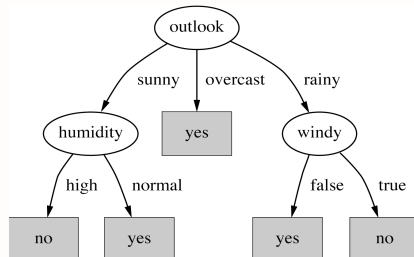 outlook
sunny overcast rainy
humidity yes windy
high normal false true
no yes yes no